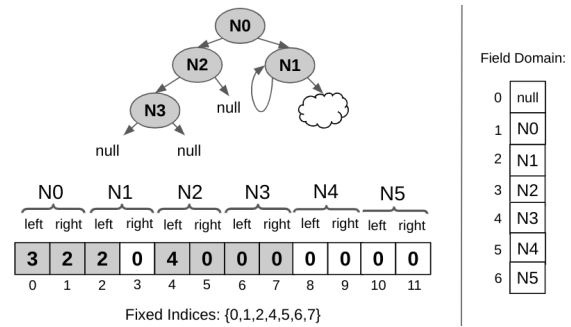 N0
N2
N1
N3
null
null
null
N0 N1 N2 N3 N4 N5
left right left right left right left right left right left right
3 2 2 0 4 0 0 0 0 0 0 0
0 1 2 3 4 5 6 7 8 9 10 11
Fixed Indices: {0,1,2,4,5,6,7}
Field Domain:
0 null
1 N0
2 N1
3 N2
4 N3
5 N4
6 N5